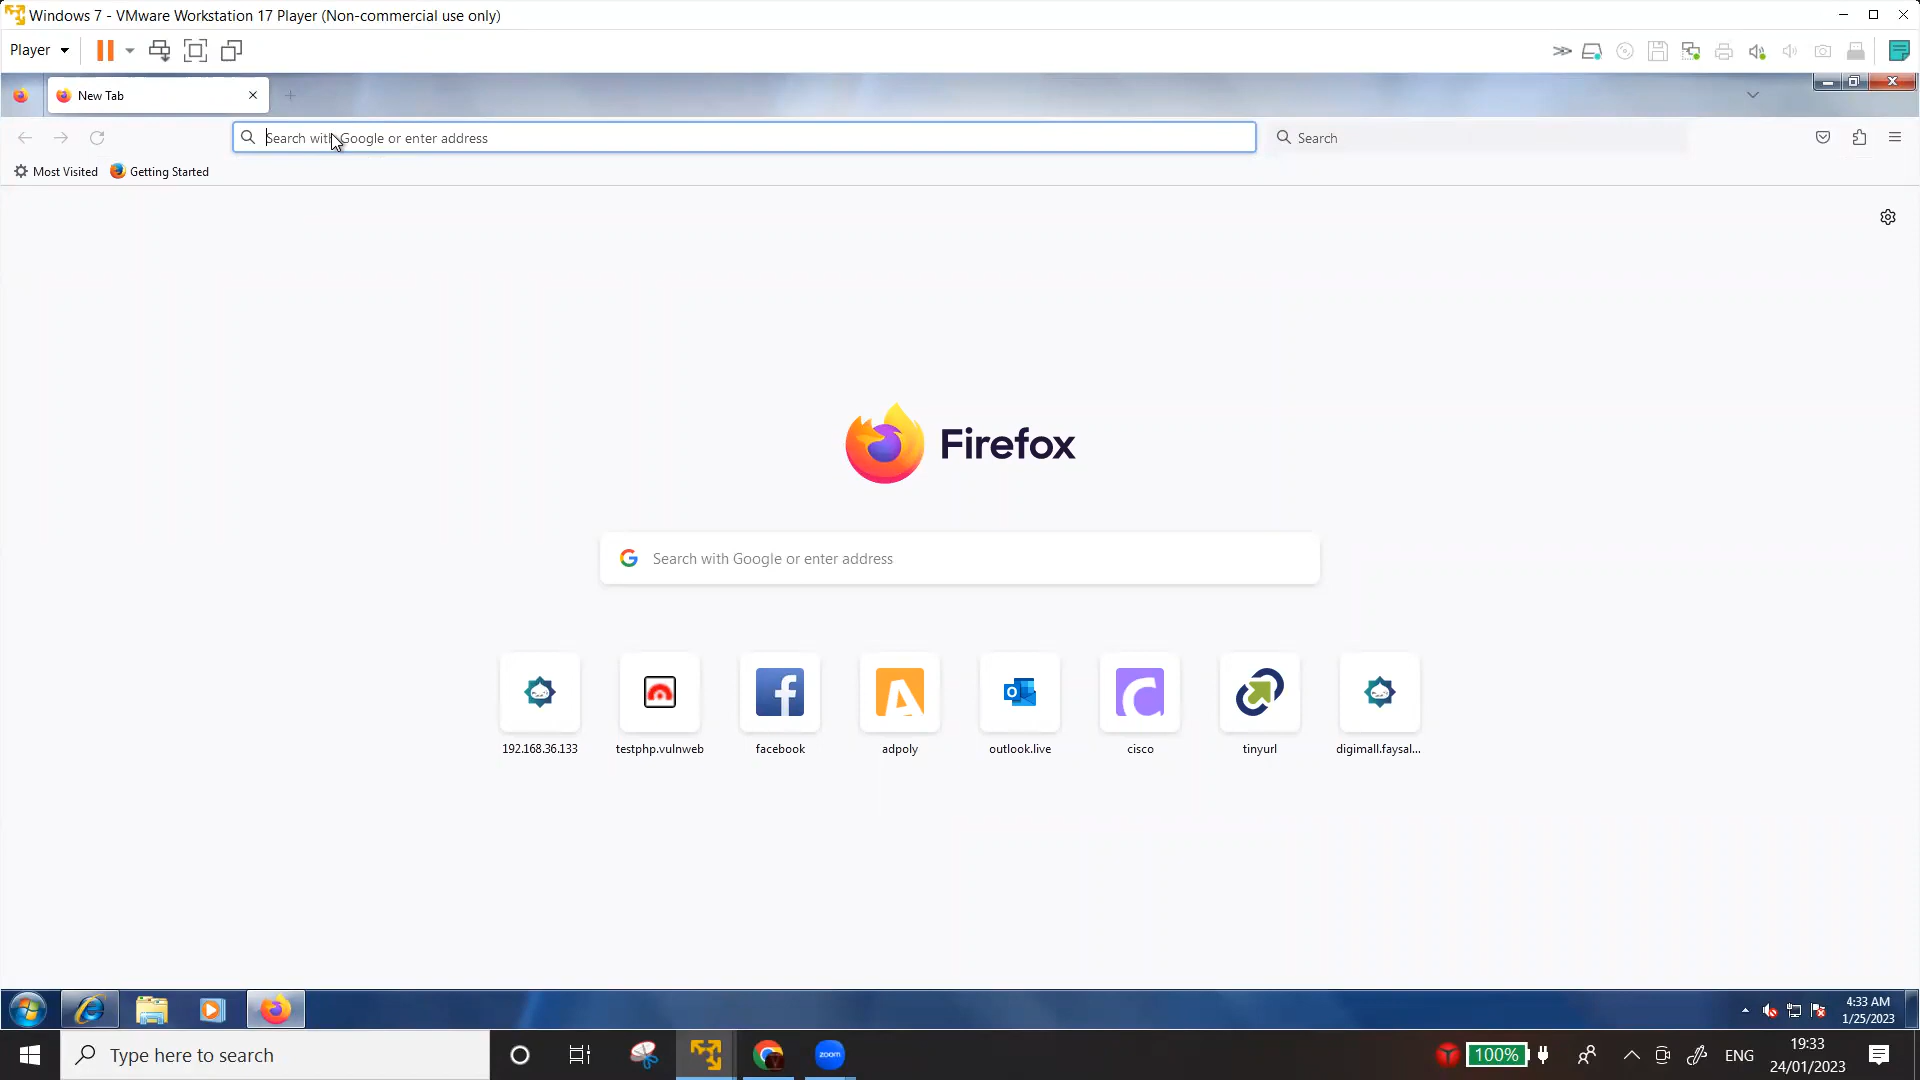 Windows 7 - VMware Workstation 17 Player (Non-commercial use only)
Player
New Tab
Search with Google or enter address
Search
Most Visited
Getting Started
Firefox
Search with Google or enter address
192.168.36.133
testphp.vulnweb
facebook
adpoly
outlook.live
cisco
tinyurl
digimall.faysal...
4:33 AM
1/25/2023
Type here to search
zoom
100%
ENG
19:33
24/01/2023